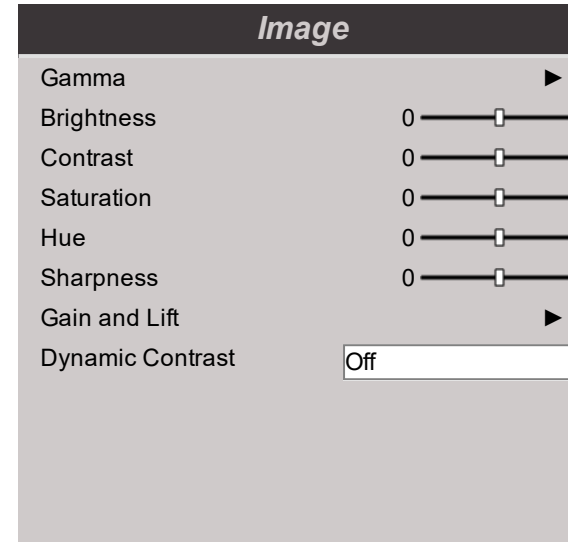 Image
Gamma ►
Brightness 0
Contrast 0
Saturation 0
Hue 0
Sharpness 0
Gain and Lift ►
Dynamic Contrast Off